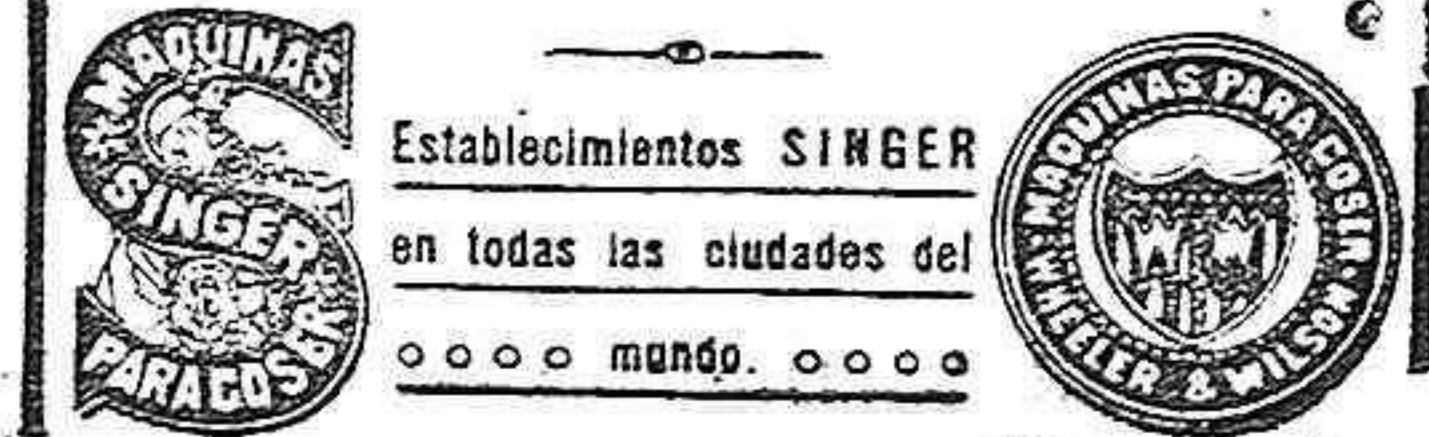 MAQUINAS
SINGER
PARA COSER
Establecimientos SINGER
en todas las ciudades del
mundo.
MAQUINAS PARA COSER
WHEELER & WILSON
W W